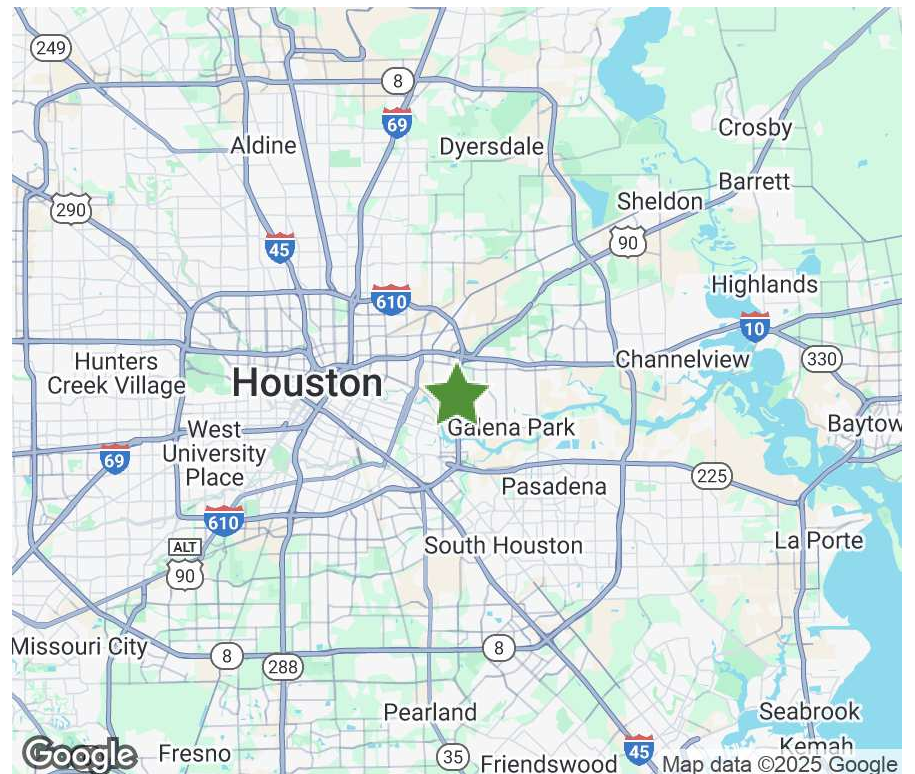 249
8
69
Aldine
Dyersdale
Crosby
Barrett
Sheldon
290
45
90
610
Highlands
10
Hunters
Creek Village
Houston
Channelview
330
Galena Park
West
University
Place
Baytow
69
225
Pasadena
610
ALT
90
South Houston
La Porte
Missouri City
8
288
8
Pearland
Seabrook
Google
Fresno
35
Friendswood
45
Kemah
Map data ©2025 Google